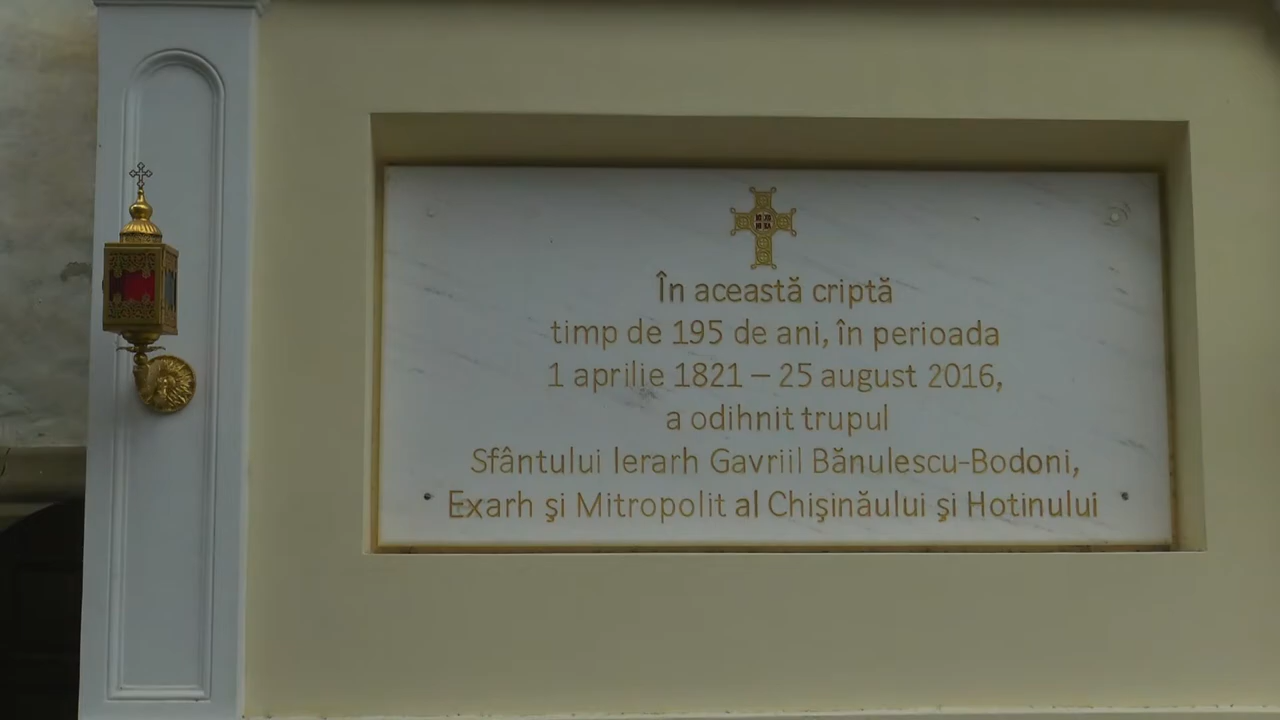 În această criptă
timp de 195 de ani, în perioada
1 aprilie 1821 – 25 august 2016,
a odihnit trupul
Sfântului Ierarh Gavriil Bănulescu-Bodoni,
Exarh şi Mitropolit al Chişinăului şi Hotinului